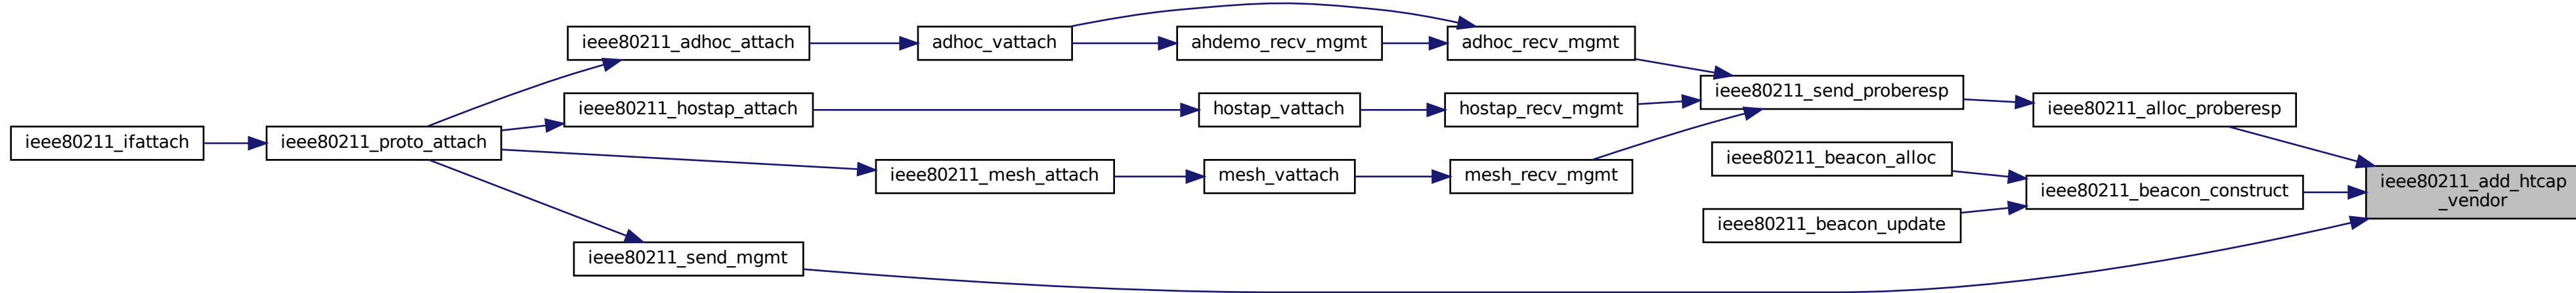 ieee80211_ifattach
ieee80211_proto_attach
ieee80211_adhoc_attach
adhoc_vattach
ahdemo_recv_mgmt
adhoc_recv_mgmt
ieee80211_hostap_attach
hostap_vattach
hostap_recv_mgmt
ieee80211_mesh_attach
mesh_vattach
mesh_recv_mgmt
ieee80211_send_mgmt
ieee80211_send_proberesp
ieee80211_alloc_proberesp
ieee80211_beacon_alloc
ieee80211_beacon_update
ieee80211_beacon_construct
ieee80211_add_htcap
_vendor